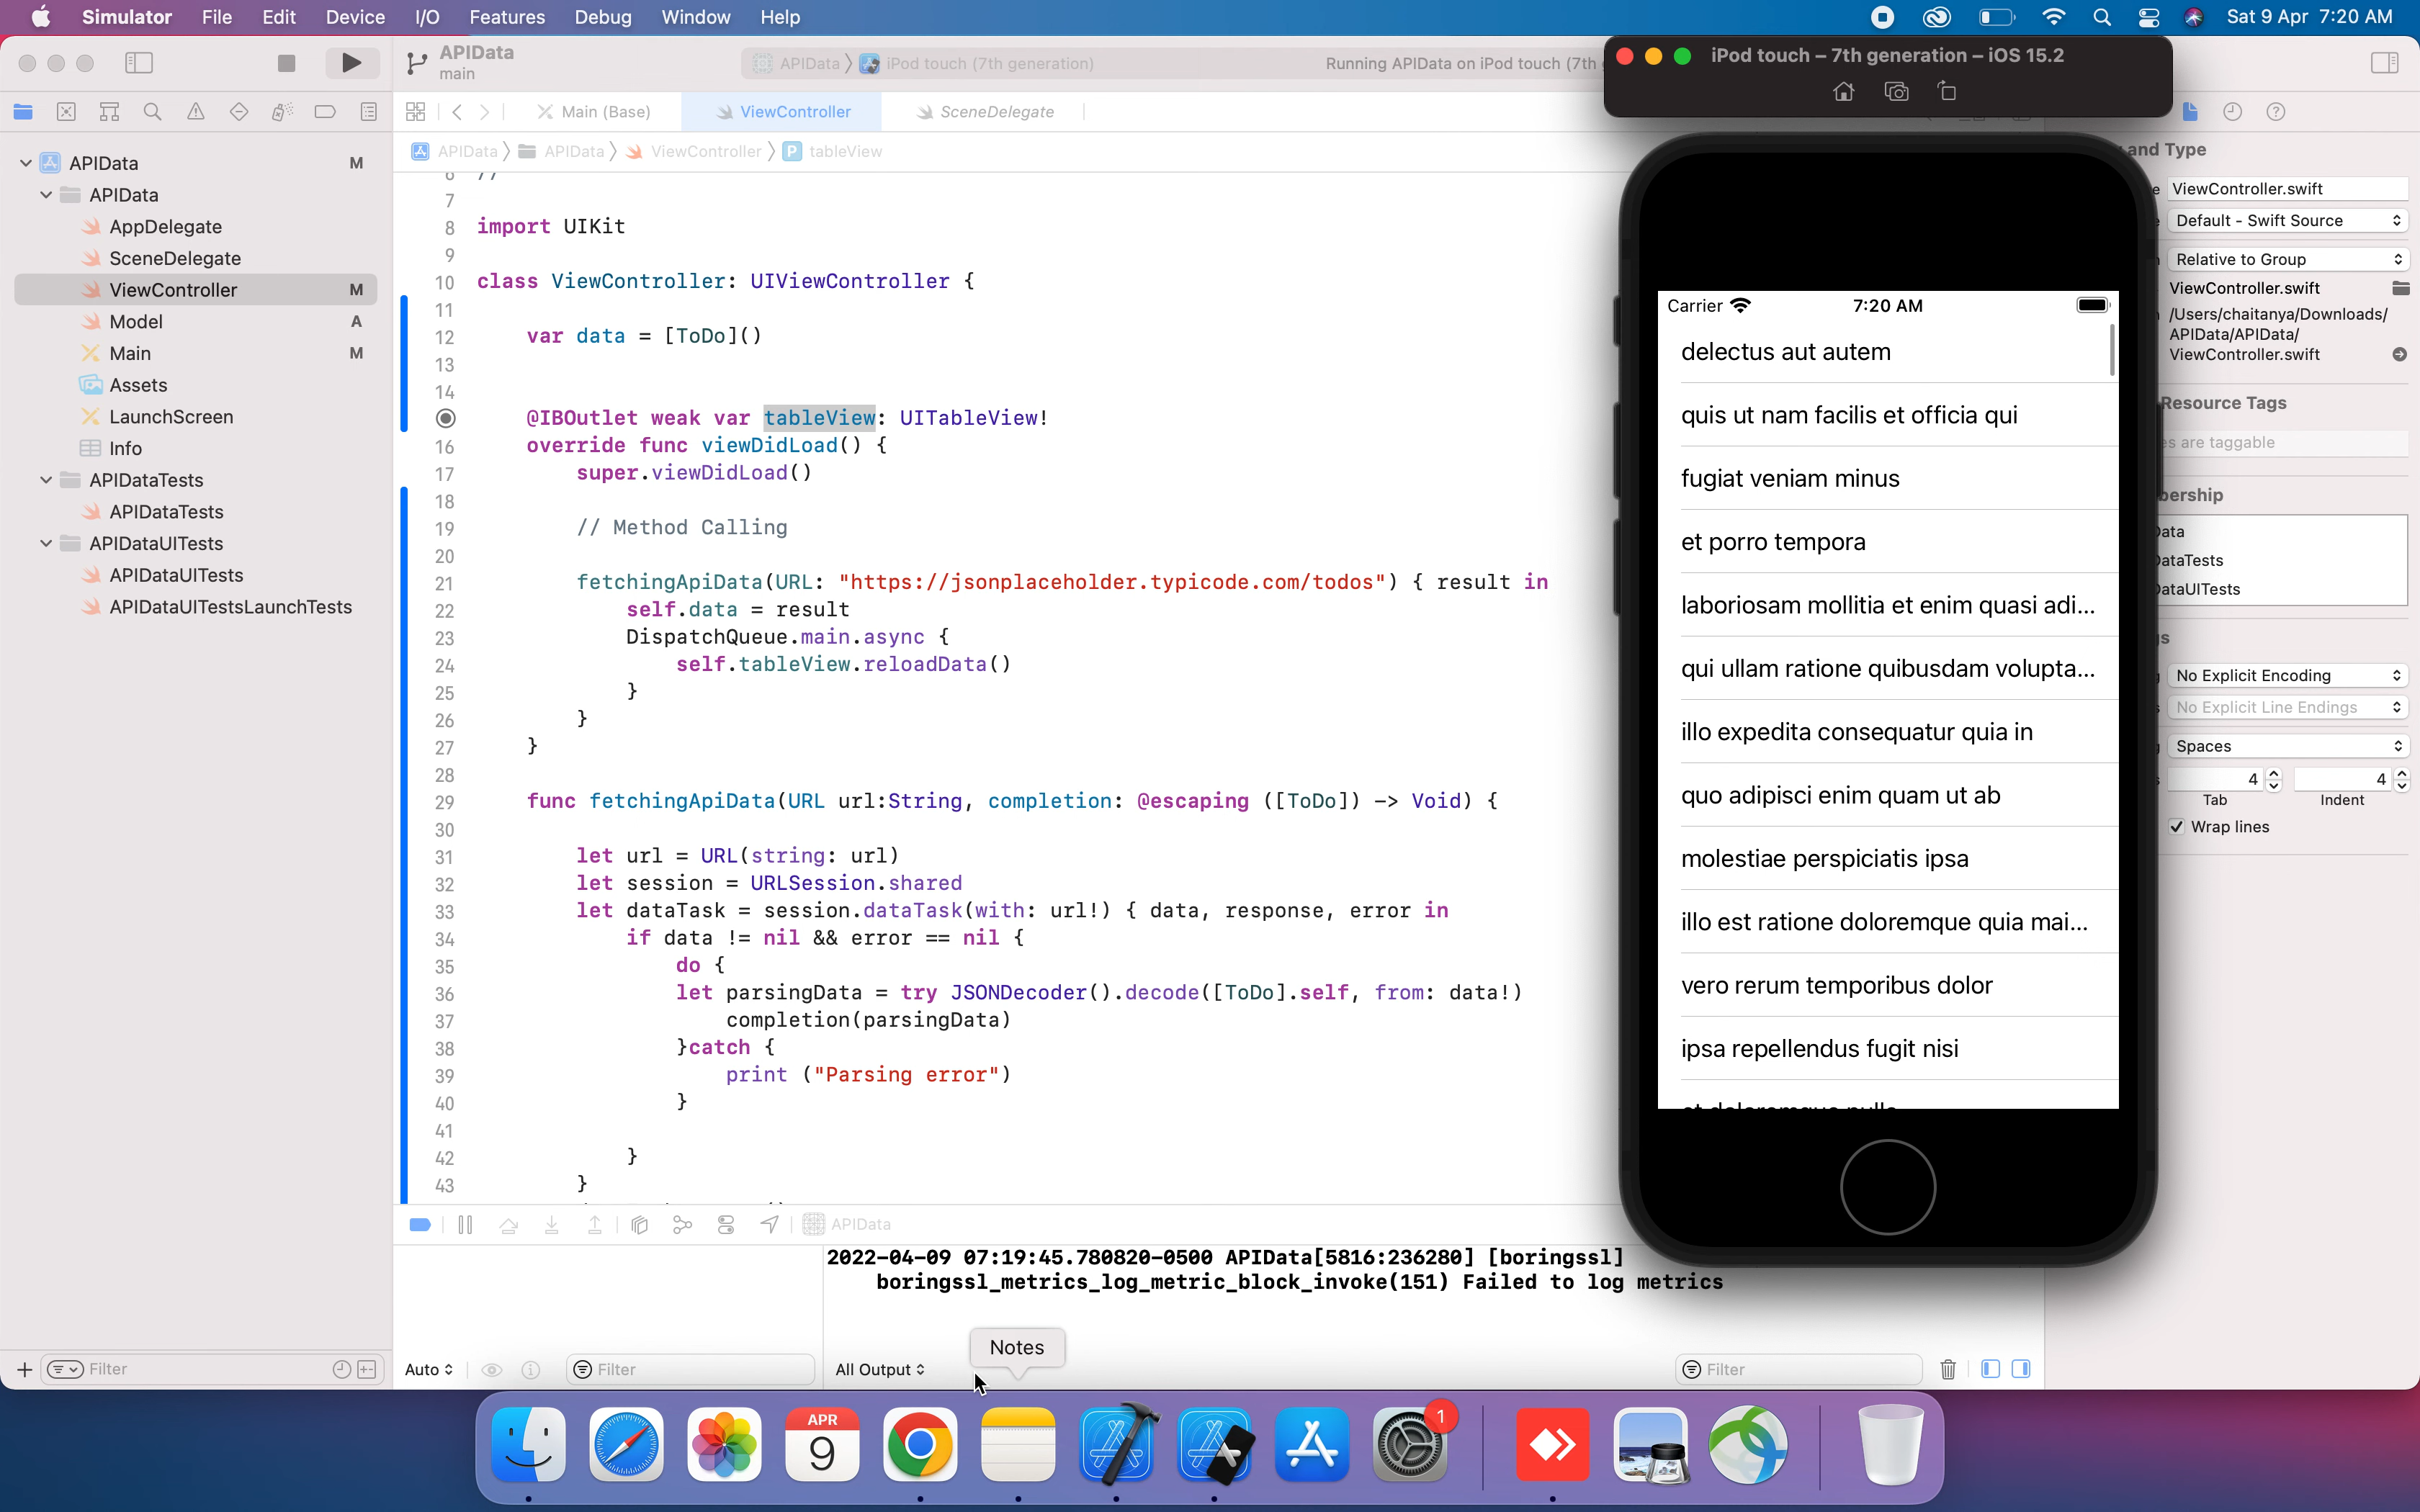 Simulator File Edit Device I/O Features Debug Window Help
Sat 9 Apr 7:20 AM
APIData
main
APIData
iPod touch (7th generation)
Running APIData on iPod touch (7th
iPod touch – 7th generation – iOS 15.2
Main (Base)
ViewController
SceneDelegate
APIData
APIData
ViewController
P tableView
APIData M
APIData
AppDelegate
SceneDelegate
ViewController M
Model A
Main M
Assets
LaunchScreen
Info
APIDataTests
APIDataTests
APIDataUITests
APIDataUITests
APIDataUITestsLaunchTests
Filter
6 //
7
8 import UIKit
9
10 class ViewController: UIViewController {
11
12 var data = [ToDo]()
13
14
@IBOutlet weak var tableView: UITableView!
16 override func viewDidLoad() {
17 super.viewDidLoad()
18
19 // Method Calling
20
21 fetchingApiData(URL: "https://jsonplaceholder.typicode.com/todos") { result in
22 self.data = result
23 DispatchQueue.main.async {
24 self.tableView.reloadData()
25 }
26 }
27 }
28
29 func fetchingApiData(URL url:String, completion: @escaping ([ToDo]) -> Void) {
30
31 let url = URL(string: url)
32 let session = URLSession.shared
33 let dataTask = session.dataTask(with: url!) { data, response, error in
34 if data != nil && error == nil {
35 do {
36 let parsingData = try JSONDecoder().decode([ToDo].self, from: data!)
37 completion(parsingData)
38 }catch {
39 print ("Parsing error")
40 }
41
42 }
43 }
APIData
2022-04-09 07:19:45.780820-0500 APIData[5816:236280] [boringssl]
boringssl_metrics_log_metric_block_invoke(151) Failed to log metrics
Auto
Filter
All Output
Filter
Notes
Carrier 7:20 AM
delectus aut autem
quis ut nam facilis et officia qui
fugiat veniam minus
et porro tempora
laboriosam mollitia et enim quasi adi...
qui ullam ratione quibusdam volupta...
illo expedita consequatur quia in
quo adipisci enim quam ut ab
molestiae perspiciatis ipsa
illo est ratione doloremque quia mai...
vero rerum temporibus dolor
ipsa repellendus fugit nisi
and Type
ViewController.swift
Default - Swift Source
Relative to Group
ViewController.swift
/Users/chaitanya/Downloads/
APIData/APIData/
ViewController.swift
Resource Tags
es are taggable
bership
Data
DataTests
DataUITests
gs
No Explicit Encoding
No Explicit Line Endings
Spaces
4 4
Tab Indent
Wrap lines
APR
9
1